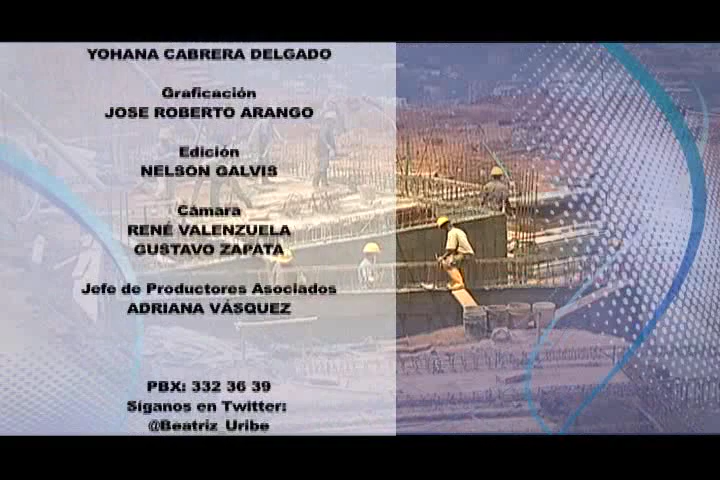 YOHANA CABRERA DELGADO
Graficación
JOSE ROBERTO ARANGO
Edición
NELSON GALVIS
Cámara
RENÉ VALENZUELA
GUSTAVO ZAPATA
Jefe de Productores Asociados
ADRIANA VÁSQUEZ
PBX: 332 36 39
Síganos en Twitter:
@Beatriz_Uribe